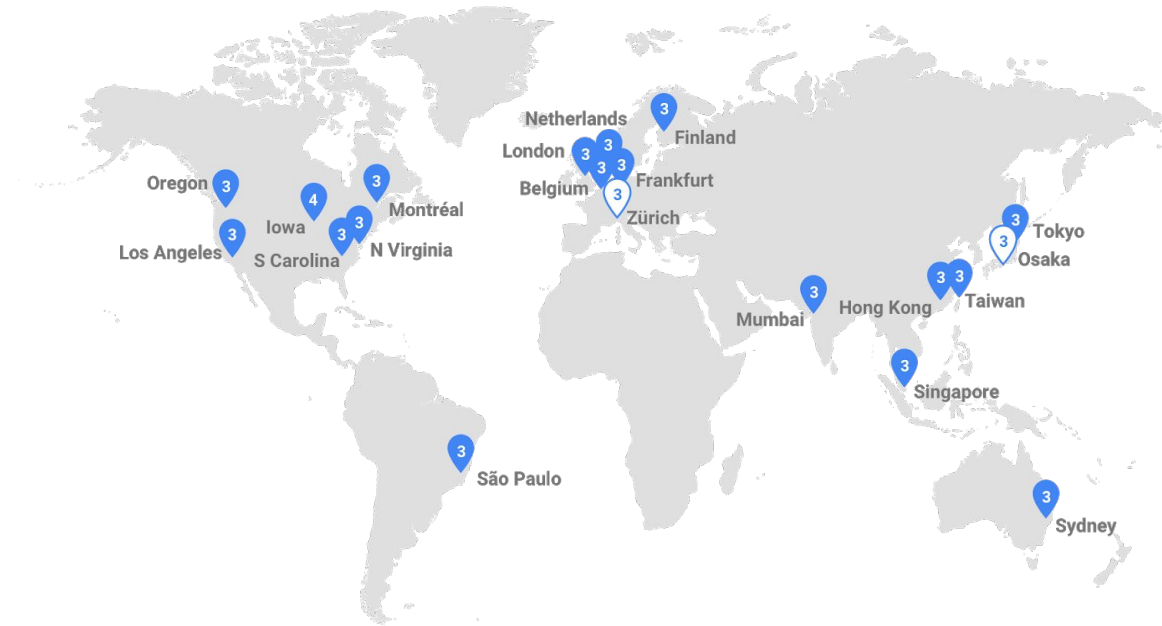 3
Netherlands
Finland
3
London 3
3 3
Belgium
Frankfurt
3
Zürich
Oregon 3
3
Montréal
4
Iowa
3
N Virginia
3
S Carolina
Los Angeles 3
3
Tokyo
3
Osaka
3
Mumbai
3
Hong Kong
3
Taiwan
3
Singapore
3
São Paulo
3
Sydney